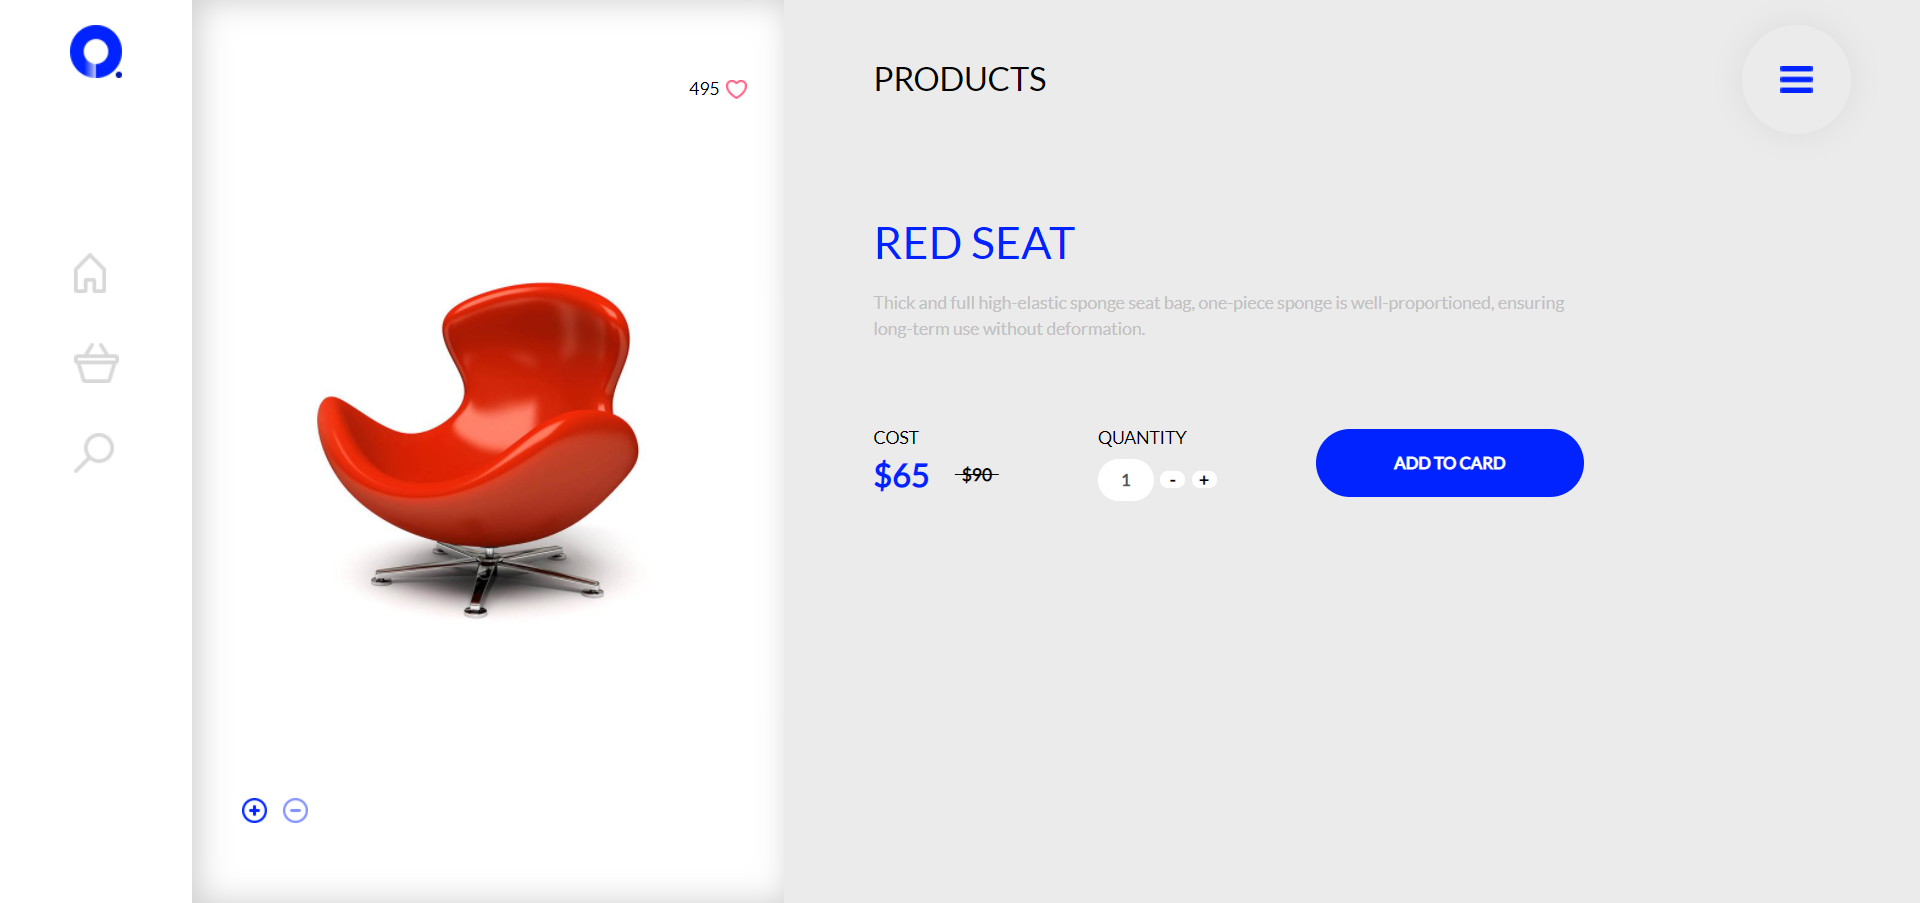 495
PRODUCTS
RED SEAT
Thick and full high-elastic sponge seat bag, one-piece sponge is well-proportioned, ensuring
long-term use without deformation.
COST
$65 $90
QUANTITY
1 - +
ADD TO CARD